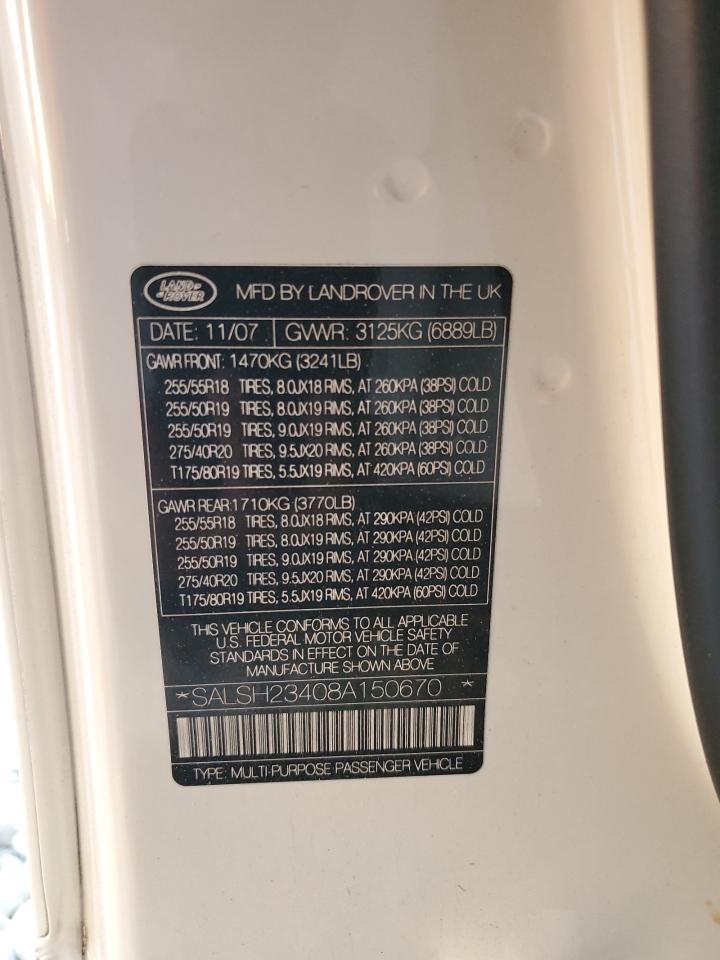 LAND ROVER MFD BY LANDROVER IN THE UK
DATE: 11/07 GVWR: 3125KG (6889LB)
GAWR FRONT: 1470KG (3241LB)
255/55R18 TIRES, 8.0JX18 RIMS, AT 260KPA (38PSI) COLD
255/50R19 TIRES, 8.0JX19 RIMS, AT 260KPA (38PSI) COLD
255/50R19 TIRES, 9.0JX19 RIMS, AT 260KPA (38PSI) COLD
275/40R20 TIRES, 9.5JX20 RIMS, AT 260KPA (38PSI) COLD
T175/80R19 TIRES, 5.5JX19 RIMS, AT 420KPA (60PSI) COLD
GAWR REAR:1710KG (3770LB)
255/55R18 TIRES, 8.0JX18 RIMS, AT 290KPA (42PSI) COLD
255/50R19 TIRES, 8.0JX19 RIMS, AT 290KPA (42PSI) COLD
255/50R19 TIRES, 9.0JX19 RIMS, AT 290KPA (42PSI) COLD
275/40R20 TIRES, 9.5JX20 RIMS, AT 290KPA (42PSI) COLD
T175/80R19 TIRES, 5.5JX19 RIMS, AT 420KPA (60PSI) COLD
THIS VEHICLE CONFORMS TO ALL APPLICABLE
U.S. FEDERAL MOTOR VEHICLE SAFETY
STANDARDS IN EFFECT ON THE DATE OF
MANUFACTURE SHOWN ABOVE
*SALSH23408A150670 *
TYPE: MULTI-PURPOSE PASSENGER VEHICLE